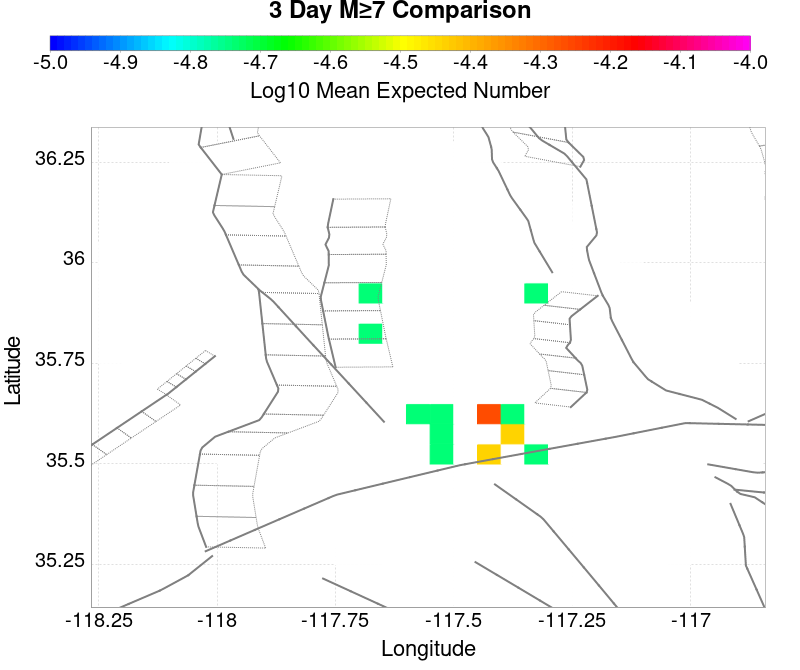 3 Day M≥7 Comparison
-5.0 -4.9 -4.8 -4.7 -4.6 -4.5 -4.4 -4.3 -4.2 -4.1 -4.0
Log10 Mean Expected Number
36.25
36
35.75
35.5
35.25
Latitude
-118.25 -118 -117.75 -117.5 -117.25 -117
Longitude